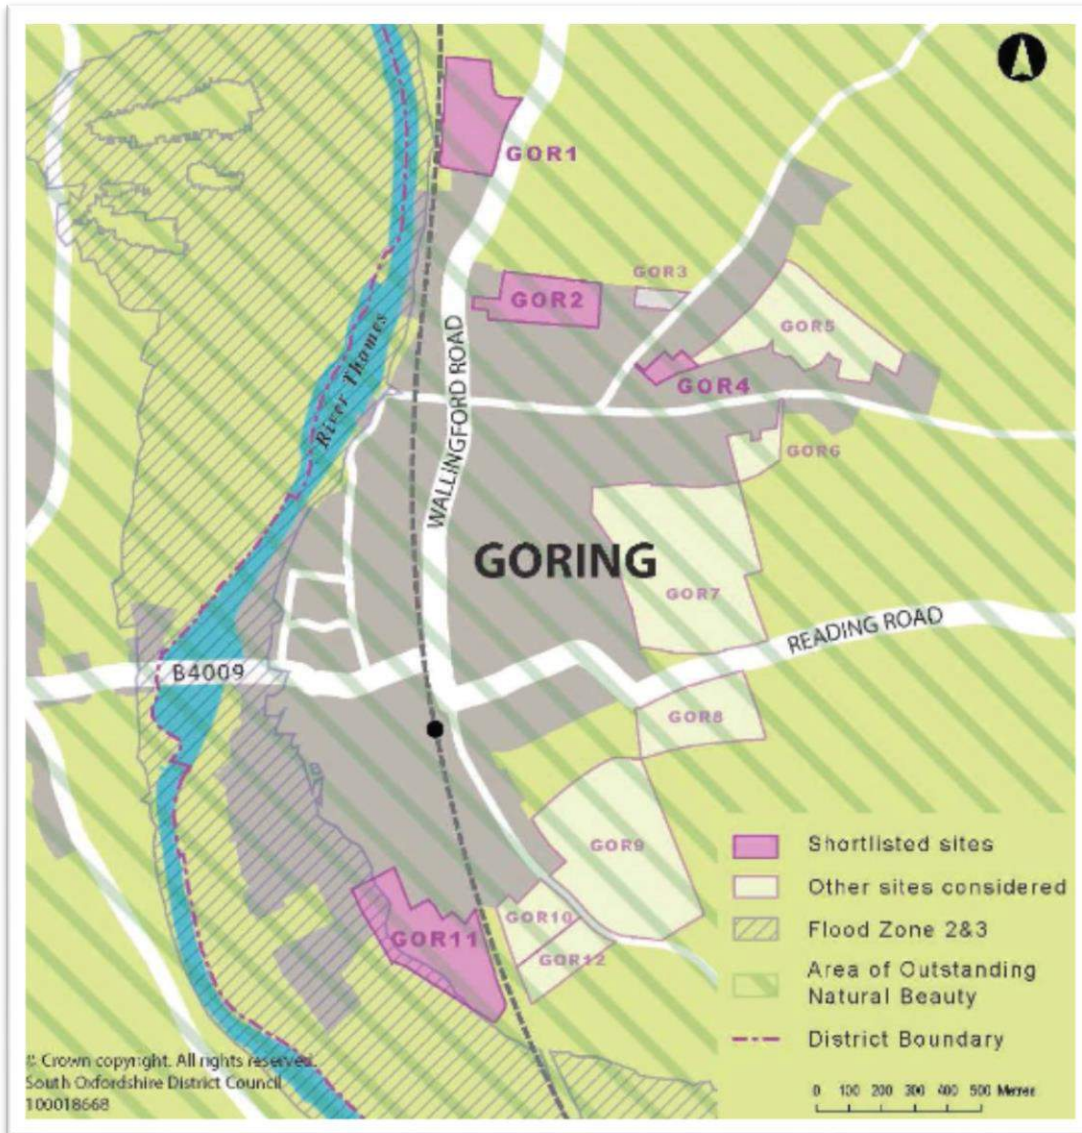 GOR1
GOR3
GOR2
GOR5
GOR4
River Thames
WALLINGFORD ROAD
GOR6
GORING
GOR7
READING ROAD
B4009
GOR8
GOR9
GOR10
GOR11
GOR12
Shortlisted sites
Other sites considered
Flood Zone 2&3
Area of Outstanding
Natural Beauty
District Boundary
© Crown copyright. All rights reserved.
South Oxfordshire District Council
100018668
0 100 200 300 400 500 Metres